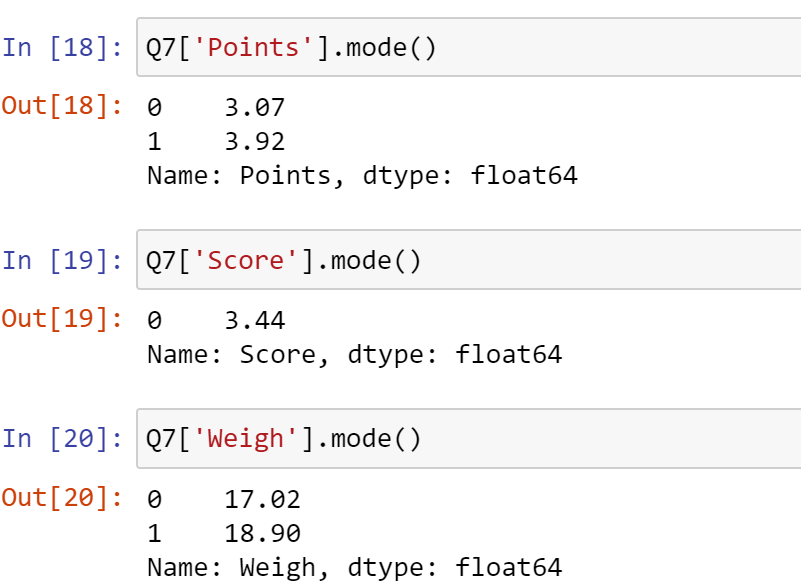 In [18]: Q7['Points'].mode()
Out[18]: 0    3.07
1    3.92
Name: Points, dtype: float64
In [19]: Q7['Score'].mode()
Out[19]: 0    3.44
Name: Score, dtype: float64
In [20]: Q7['Weigh'].mode()
Out[20]: 0    17.02
1    18.90
Name: Weigh, dtype: float64